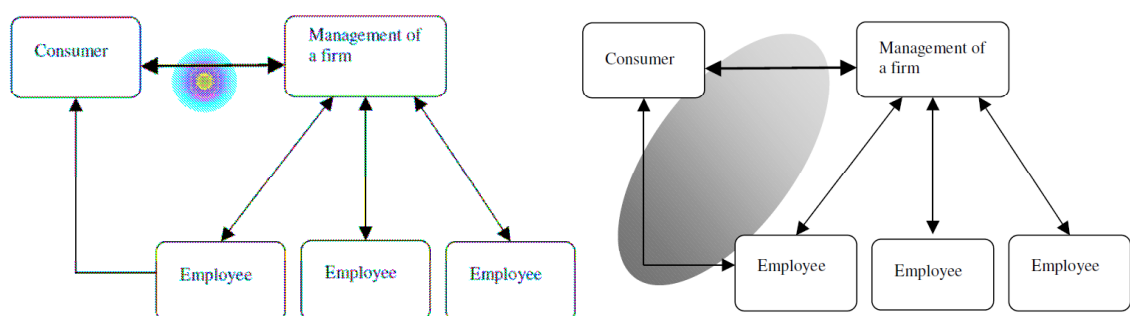 Consumer
Management of
a firm
Employee
Employee
Employee
Consumer
Management of
a firm
Employee
Employee
Employee